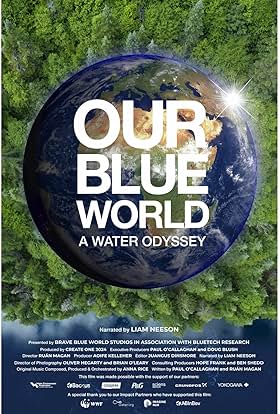 OUR
BLUE
WORLD
A WATER ODYSSEY
Narrated by LIAM NEESON
Presented by BRAVE BLUE WORLD STUDIOS IN ASSOCIATION WITH BLUETECH RESEARCH
Produced by CREATE ONE 2024 Executive Producers PAUL O'CALLAGHAN and DOUG BLUSH
Director RUÁN MAGAN Producer AOIFE KELLEHER Editor JUANGUS DINSMORE Narrated by LIAM NEESON
Director of Photography OLIVER HEGARTY and BRIAN O'LEARY Consulting Producers HOPE FRANK and BEN SHEDD
Original Music Composed, Produced & Orchestrated by ANNA RICE Written by PAUL O'CALLAGHAN and RUÁN MAGAN
This film was made possible with the support of our partners:
Bacardi P&G GRUNDFOS YOKOGAWA
A special thank you to our Impact Partners who have supported this film
WWF ABInBev